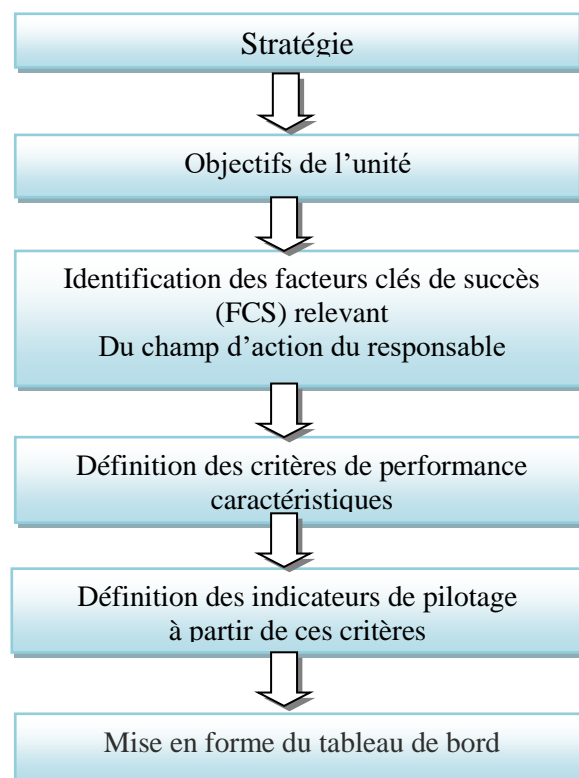 Stratégie
Objectifs de l’unité
Identification des facteurs clés de succès
(FCS) relevant
Du champ d’action du responsable
Définition des critères de performance
caractéristiques
Définition des indicateurs de pilotage
à partir de ces critères
Mise en forme du tableau de bord